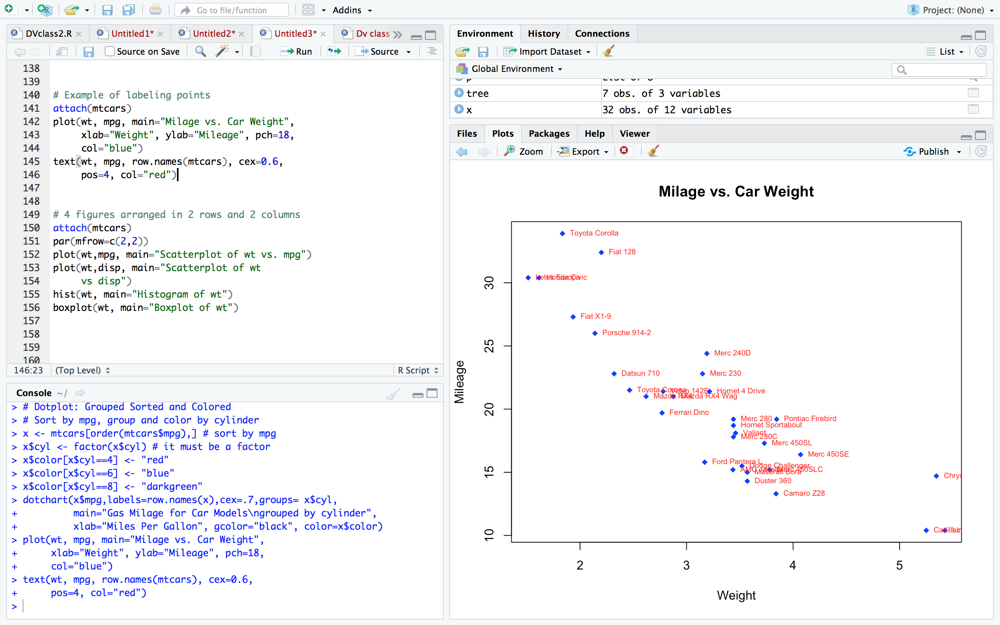 Go to file/function
Addins
Project: (None)
DVclass2.R
Untitled1*
Untitled2*
Untitled3*
Dv class
Source on Save
Run
Source
138
139
140 # Example of labeling points
141 attach(mtcars)
142 plot(wt, mpg, main="Milage vs. Car Weight",
143 xlab="Weight", ylab="Mileage", pch=18,
144 col="blue")
145 text(wt, mpg, row.names(mtcars), cex=0.6,
146 pos=4, col="red")
147
148
149 # 4 figures arranged in 2 rows and 2 columns
150 attach(mtcars)
151 par(mfrow=c(2,2))
152 plot(wt,mpg, main="Scatterplot of wt vs. mpg")
153 plot(wt,disp, main="Scatterplot of wt
154 vs disp")
155 hist(wt, main="Histogram of wt")
156 boxplot(wt, main="Boxplot of wt")
157
158
159
160
146:23 (Top Level) R Script
Console ~/
> # Dotplot: Grouped Sorted and Colored
> # Sort by mpg, group and color by cylinder
> x <- mtcars[order(mtcars$mpg),] # sort by mpg
> x$cyl <- factor(x$cyl) # it must be a factor
> x$color[x$cyl==4] <- "red"
> x$color[x$cyl==6] <- "blue"
> x$color[x$cyl==8] <- "darkgreen"
> dotchart(x$mpg,labels=row.names(x),cex=.7,groups= x$cyl,
+ main="Gas Milage for Car Models\ngrouped by cylinder",
+ xlab="Miles Per Gallon", gcolor="black", color=x$color)
> plot(wt, mpg, main="Milage vs. Car Weight",
+ xlab="Weight", ylab="Mileage", pch=18,
+ col="blue")
> text(wt, mpg, row.names(mtcars), cex=0.6,
+ pos=4, col="red")
>
Environment History Connections
Import Dataset
List
Global Environment
tree 7 obs. of 3 variables
x 32 obs. of 12 variables
Files Plots Packages Help Viewer
Zoom Export Publish
Milage vs. Car Weight
Toyota Corolla
Fiat 128
Lotus Europa Honda Civic
Fiat X1-9
Porsche 914-2
Merc 240D
Datsun 710
Merc 230
Toyota Corona Volvo 142E Hornet 4 Drive
Mazda RX4 Mazda RX4 Wag
Ferrari Dino
Merc 280 Pontiac Firebird
Hornet Sportabout
Valiant
Merc 280C
Merc 450SL
Merc 450SE
Ford Pantera L
Dodge Challenger
AMC Merc 450SLC
Maserati Bora
Chrys
Duster 360
Camaro Z28
Cadillac
30
25
20
15
10
Mileage
2 3 4 5
Weight